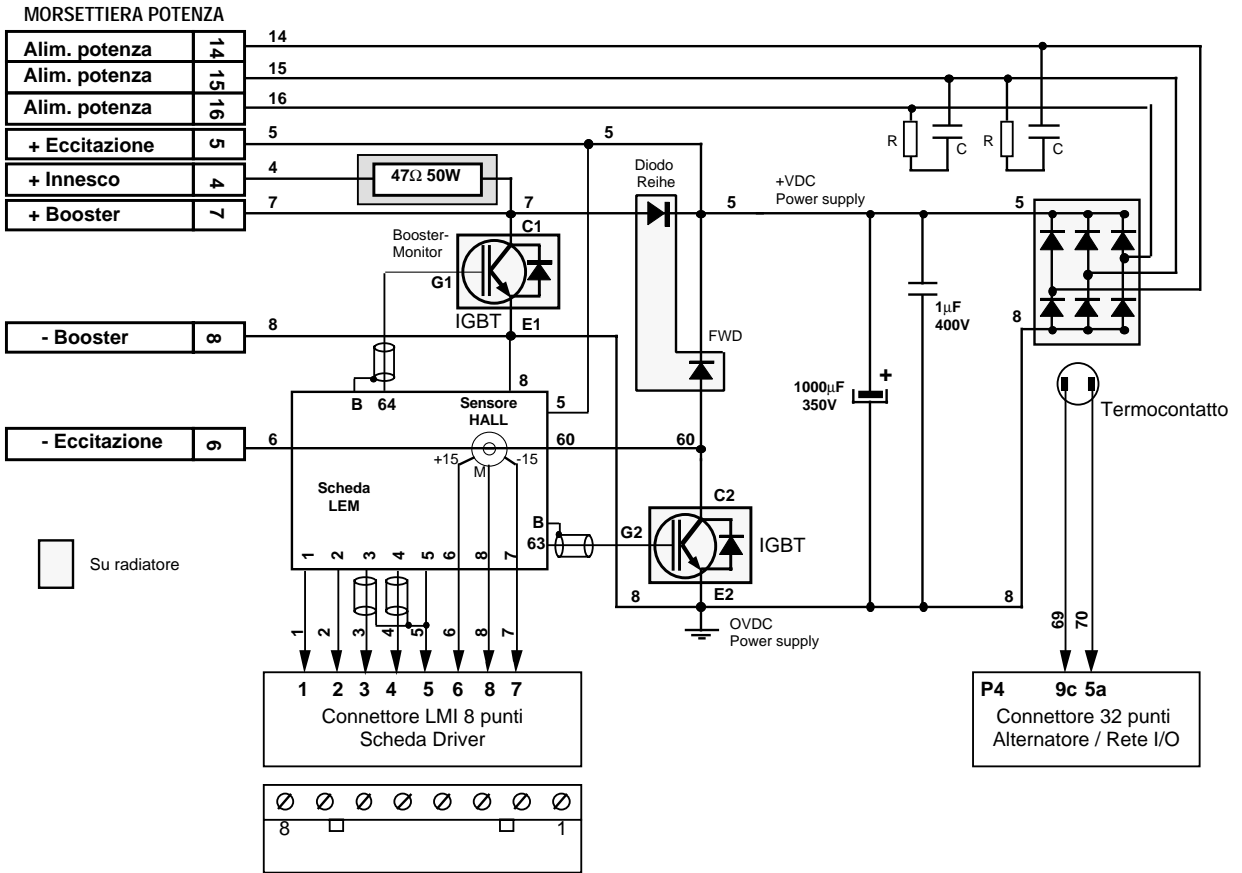 MORSETTIERA POTENZA
Alim. potenza 14 14
Alim. potenza 15 15
Alim. potenza 16 16
+ Eccitazione 5 5 5
+ Innesco 4 4 47Ω 50W
+ Booster 7 7 7
R C R C
Diodo
Reihe
5
+VDC
Power supply
5
Booster-
Monitor
C1
G1
IGBT
E1
- Booster 8 8
8
FWD
1µF
400V
8
1000µF
350V
+
Termocontatto
B 64
Sensore
HALL
5
- Eccitazione 6 6
60 60
+15 M -15
Scheda
LEM
C2
B
63
G2
IGBT
E2
Su radiatore
1 2 3 4 5 6 8 7
8 8
OVDC
Power supply
1 2 3 4 5 6 8 7
69 70
1 2 3 4 5 6 8 7
Connettore LMI 8 punti
Scheda Driver
P4 9c 5a
Connettore 32 punti
Alternatore / Rete I/O
8 1